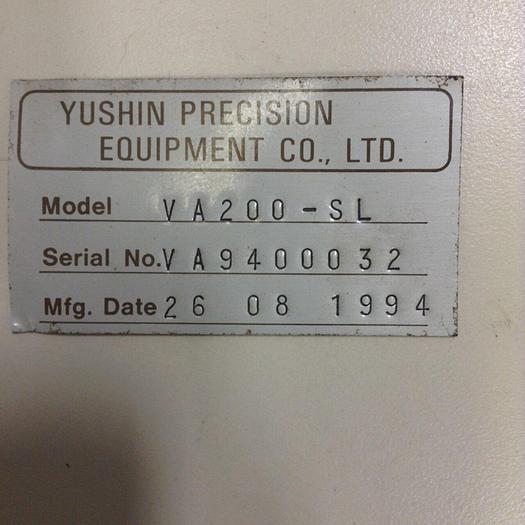 YUSHIN PRECISION
EQUIPMENT CO., LTD.
Model VA200-SL
Serial No. VA9400032
Mfg. Date 26 08 1994